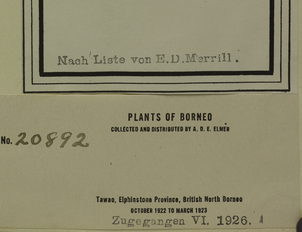 Nach Liste von E.D.Merrill.
PLANTS OF BORNEO
COLLECTED AND DISTRIBUTED BY A. D. E. ELMER
No. 20892
Tawao, Elphinstone Province, British North Borneo
OCTOBER 1922 TO MARCH 1923
Zugegangen VI. 1926.